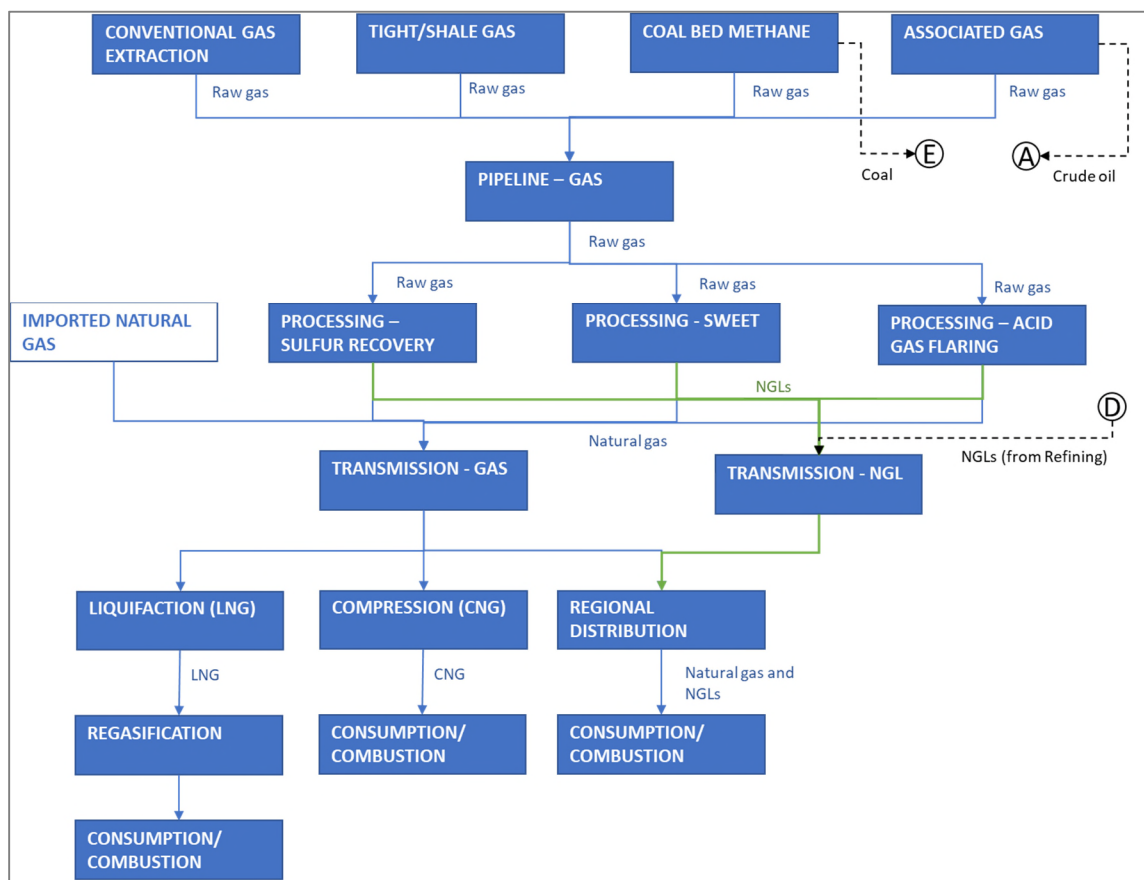 CONVENTIONAL GAS
EXTRACTION
TIGHT/SHALE GAS
COAL BED METHANE
ASSOCIATED GAS
Raw gas
Raw gas
Raw gas
Raw gas
E
A
Coal
Crude oil
PIPELINE – GAS
Raw gas
Raw gas
Raw gas
Raw gas
IMPORTED NATURAL
GAS
PROCESSING –
SULFUR RECOVERY
PROCESSING - SWEET
PROCESSING – ACID
GAS FLARING
NGLs
D
Natural gas
NGLs (from Refining)
TRANSMISSION - GAS
TRANSMISSION - NGL
LIQUIFACTION (LNG)
COMPRESSION (CNG)
REGIONAL
DISTRIBUTION
LNG
CNG
Natural gas and
NGLs
REGASIFICATION
CONSUMPTION/
COMBUSTION
CONSUMPTION/
COMBUSTION
CONSUMPTION/
COMBUSTION